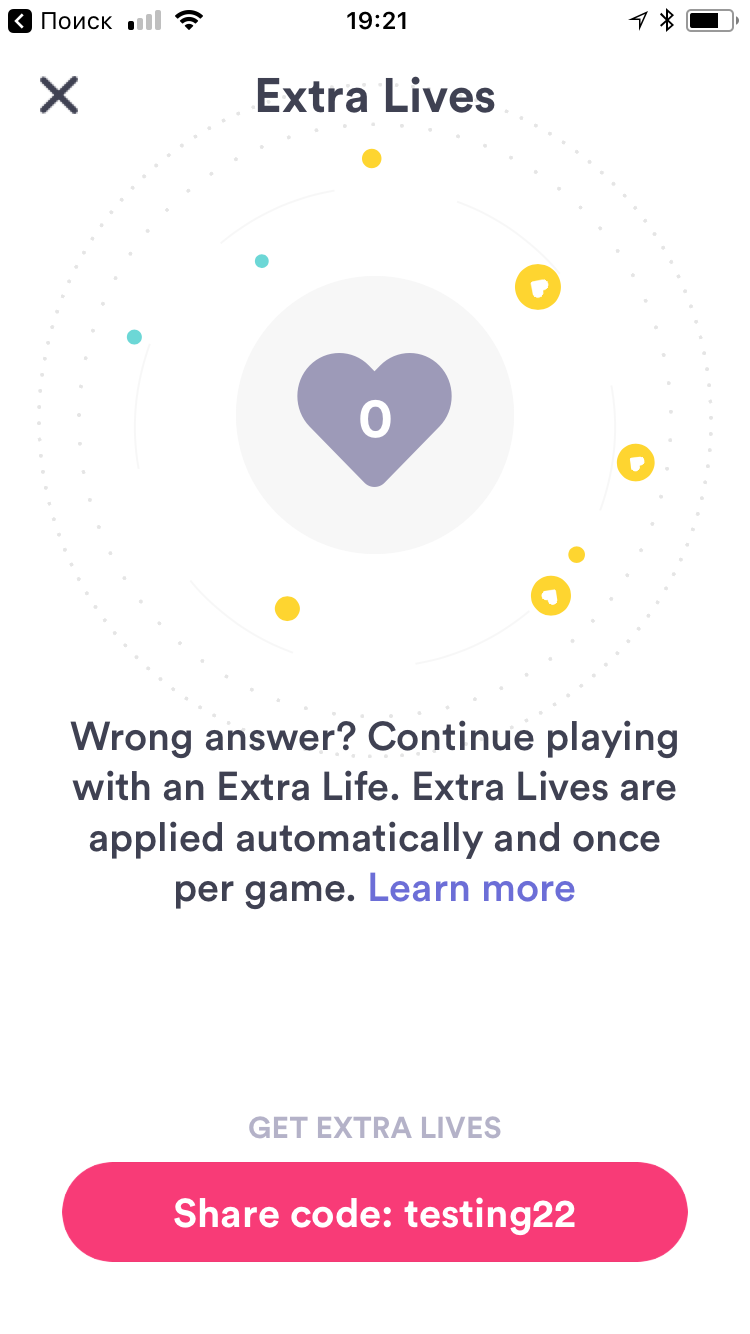 Поиск 19:21
Extra Lives
0
Wrong answer? Continue playing
with an Extra Life. Extra Lives are
applied automatically and once
per game. Learn more
GET EXTRA LIVES
Share code: testing22